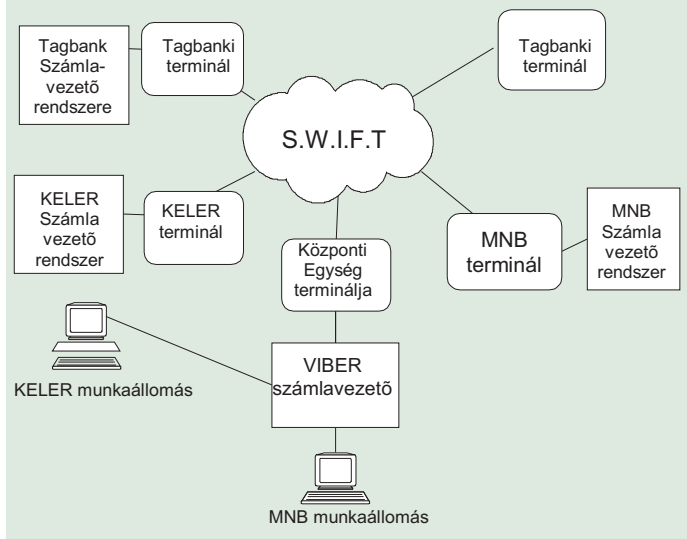 Tagbank
Számla-
vezető
rendszere
Tagbanki
terminál
Tagbanki
terminál
S.W.I.F.T
KELER
Számla
vezető
rendszer
KELER
terminál
Központi
Egység
terminálja
MNB
terminál
MNB
Számla
vezető
rendszer
VIBER
számlavezető
KELER munkaállomás
MNB munkaállomás